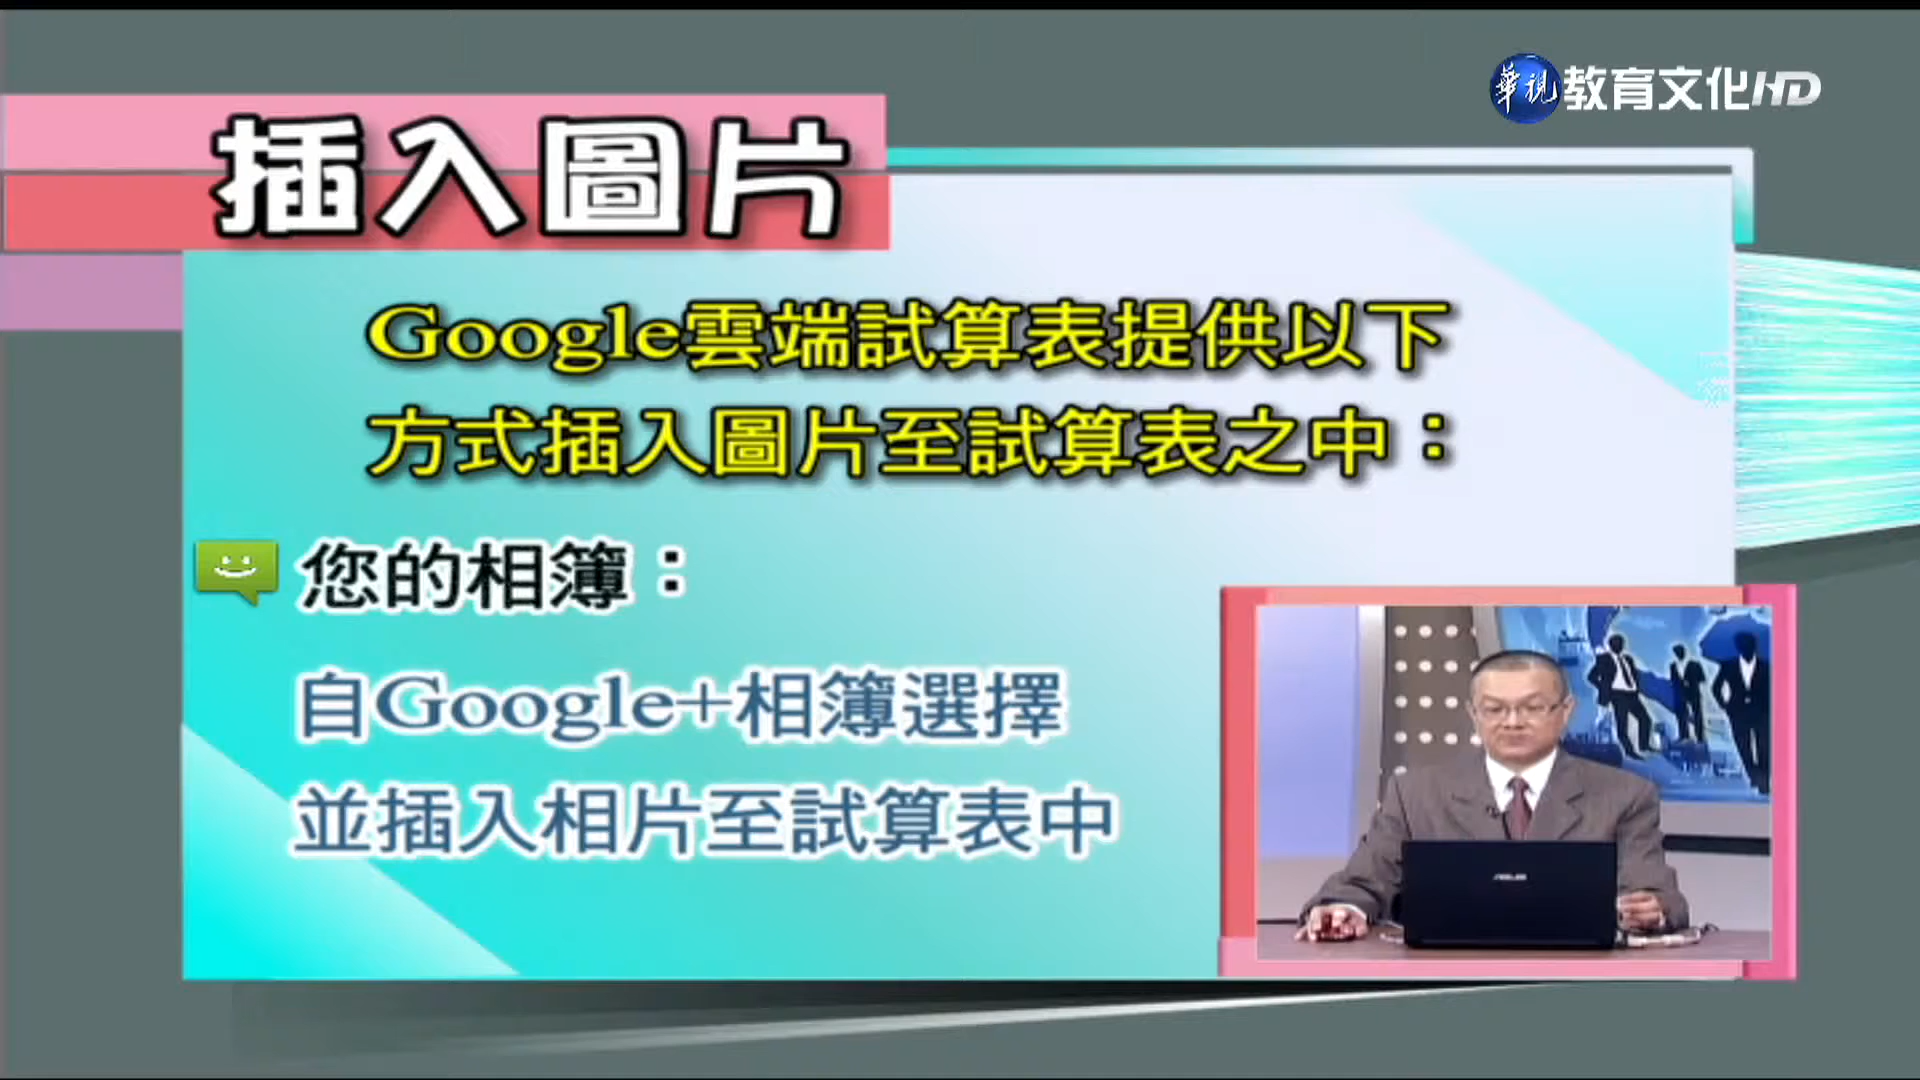 華視 教育文化HD
插入圖片
Google雲端試算表提供以下
方式插入圖片至試算表之中：
您的相簿：
自Google+相簿選擇
並插入相片至試算表中
ASUS